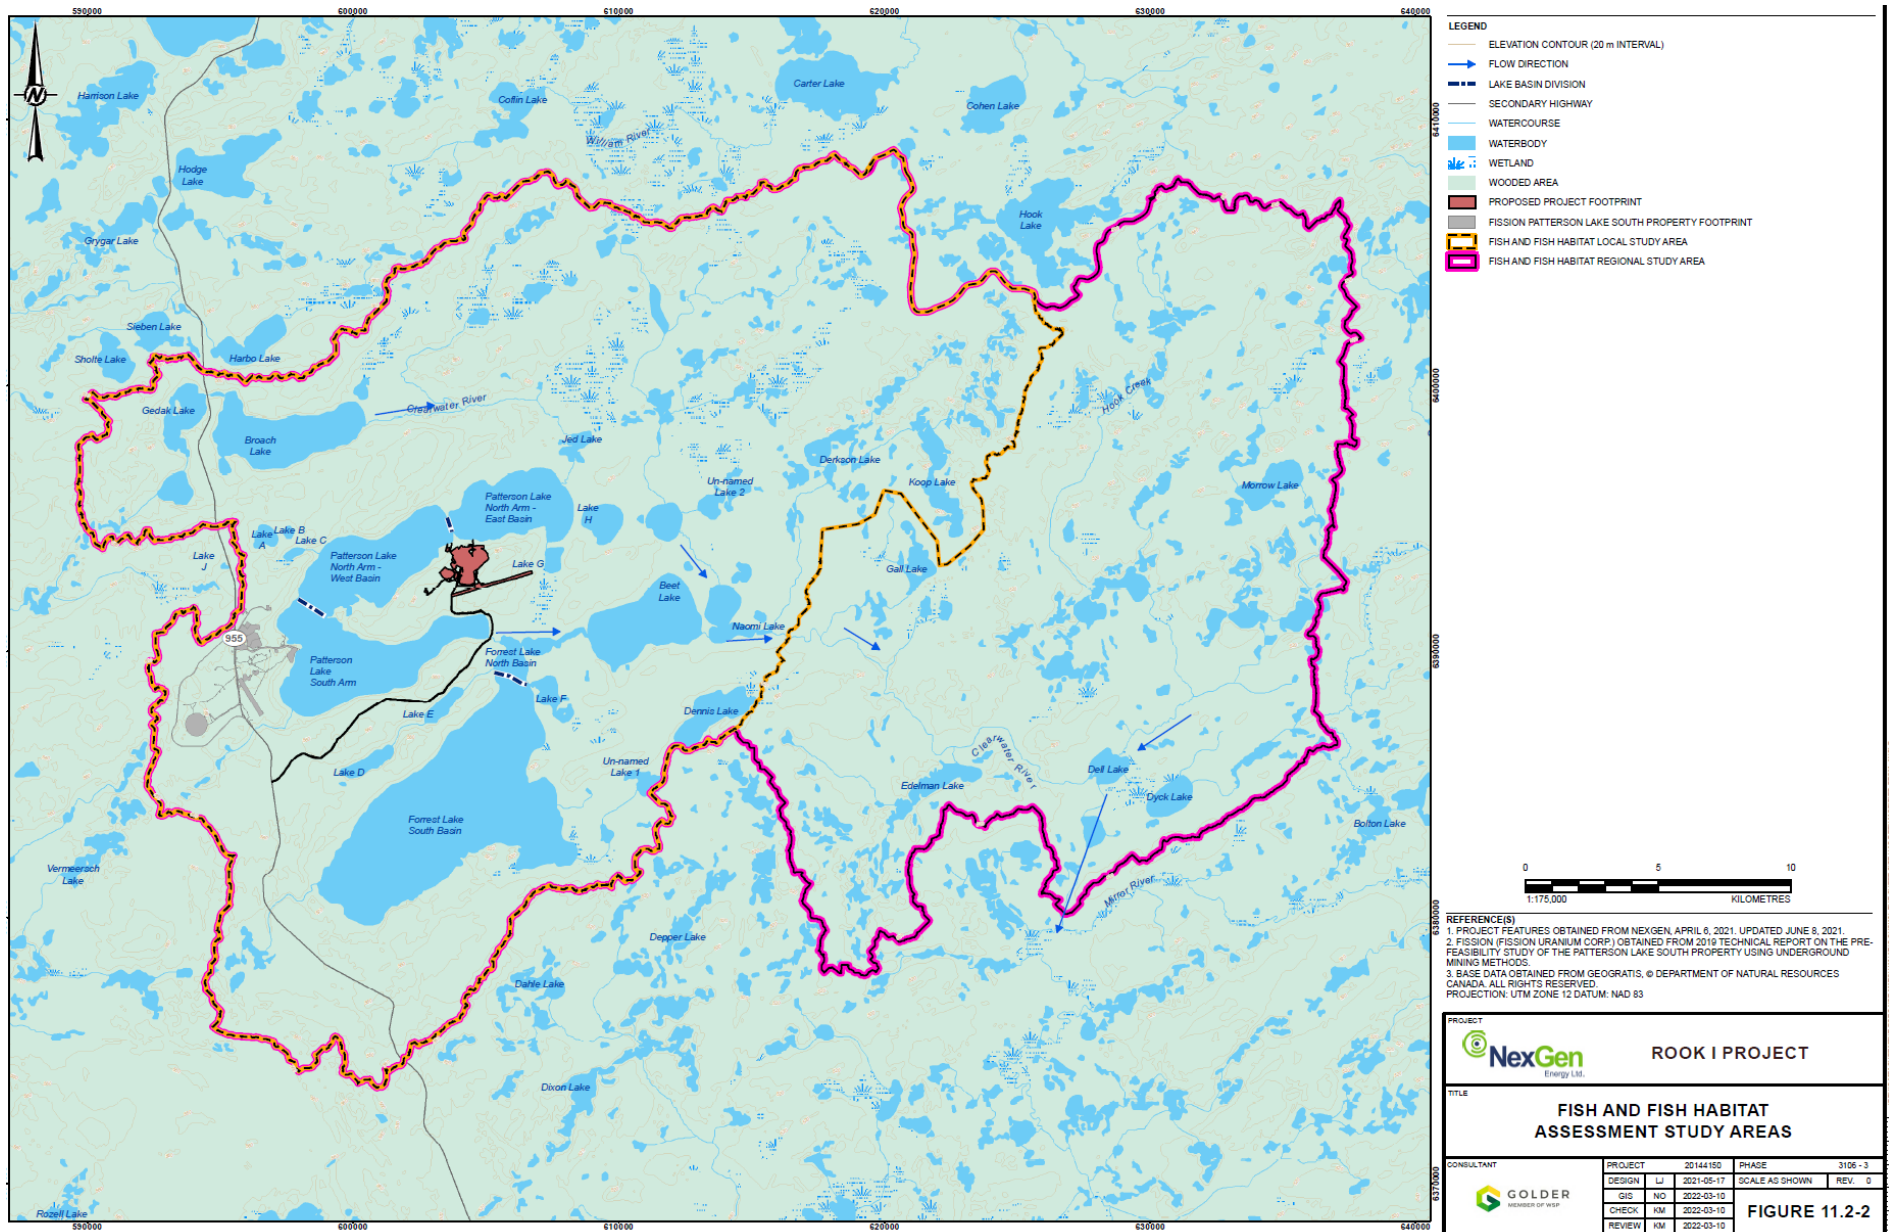 590000
600000
610000
620000
630000
640000
N
Harrison Lake
Coffin Lake
Carter Lake
Cohen Lake
William River
6410000
Hodge
Lake
Hook
Lake
Grygar Lake
Sieben Lake
Sholte Lake
Harbo Lake
Gedak Lake
Clearwater River
Hook Creek
6400000
Broach
Lake
Jed Lake
Derkson Lake
Koop Lake
Morrow Lake
Un-named
Lake 2
Patterson Lake
North Arm -
East Basin
Lake
H
Lake
A
Lake B
Lake C
Lake
J
Patterson Lake
North Arm -
West Basin
Lake G
Gall Lake
Beet
Lake
Naomi Lake
955
Patterson
Lake
South Arm
Forrest Lake
North Basin
6390000
Lake E
Lake F
Dennis Lake
Lake D
Un-named
Lake 1
Clearwater River
Dell Lake
Edelman Lake
Dyck Lake
Forrest Lake
South Basin
Bolton Lake
Vermeersch
Lake
Mirror River
6380000
Depper Lake
Dahle Lake
Dixon Lake
6370000
Rozell Lake
590000
600000
610000
620000
630000
640000
LEGEND
ELEVATION CONTOUR (20 m INTERVAL)
FLOW DIRECTION
LAKE BASIN DIVISION
SECONDARY HIGHWAY
WATERCOURSE
WATERBODY
WETLAND
WOODED AREA
PROPOSED PROJECT FOOTPRINT
FISSION PATTERSON LAKE SOUTH PROPERTY FOOTPRINT
FISH AND FISH HABITAT LOCAL STUDY AREA
FISH AND FISH HABITAT REGIONAL STUDY AREA
0 5 10
1:175,000 KILOMETRES
REFERENCE(S)
1. PROJECT FEATURES OBTAINED FROM NEXGEN, APRIL 6, 2021. UPDATED JUNE 8, 2021.
2. FISSION (FISSION URANIUM CORP.) OBTAINED FROM 2019 TECHNICAL REPORT ON THE PRE-
FEASIBILITY STUDY OF THE PATTERSON LAKE SOUTH PROPERTY USING UNDERGROUND
MINING METHODS.
3. BASE DATA OBTAINED FROM GEOGRATIS, © DEPARTMENT OF NATURAL RESOURCES
CANADA. ALL RIGHTS RESERVED.
PROJECTION: UTM ZONE 12 DATUM: NAD 83
PROJECT
NexGen
Energy Ltd.
ROOK I PROJECT
TITLE
FISH AND FISH HABITAT
ASSESSMENT STUDY AREAS
CONSULTANT
GOLDER
MEMBER OF WSP
PROJECT 20144150 PHASE 3106 - 3
DESIGN LJ 2021-05-17 SCALE AS SHOWN REV. 0
GIS NO 2022-03-10
CHECK KM 2022-03-10
REVIEW KM 2022-03-10
FIGURE 11.2-2